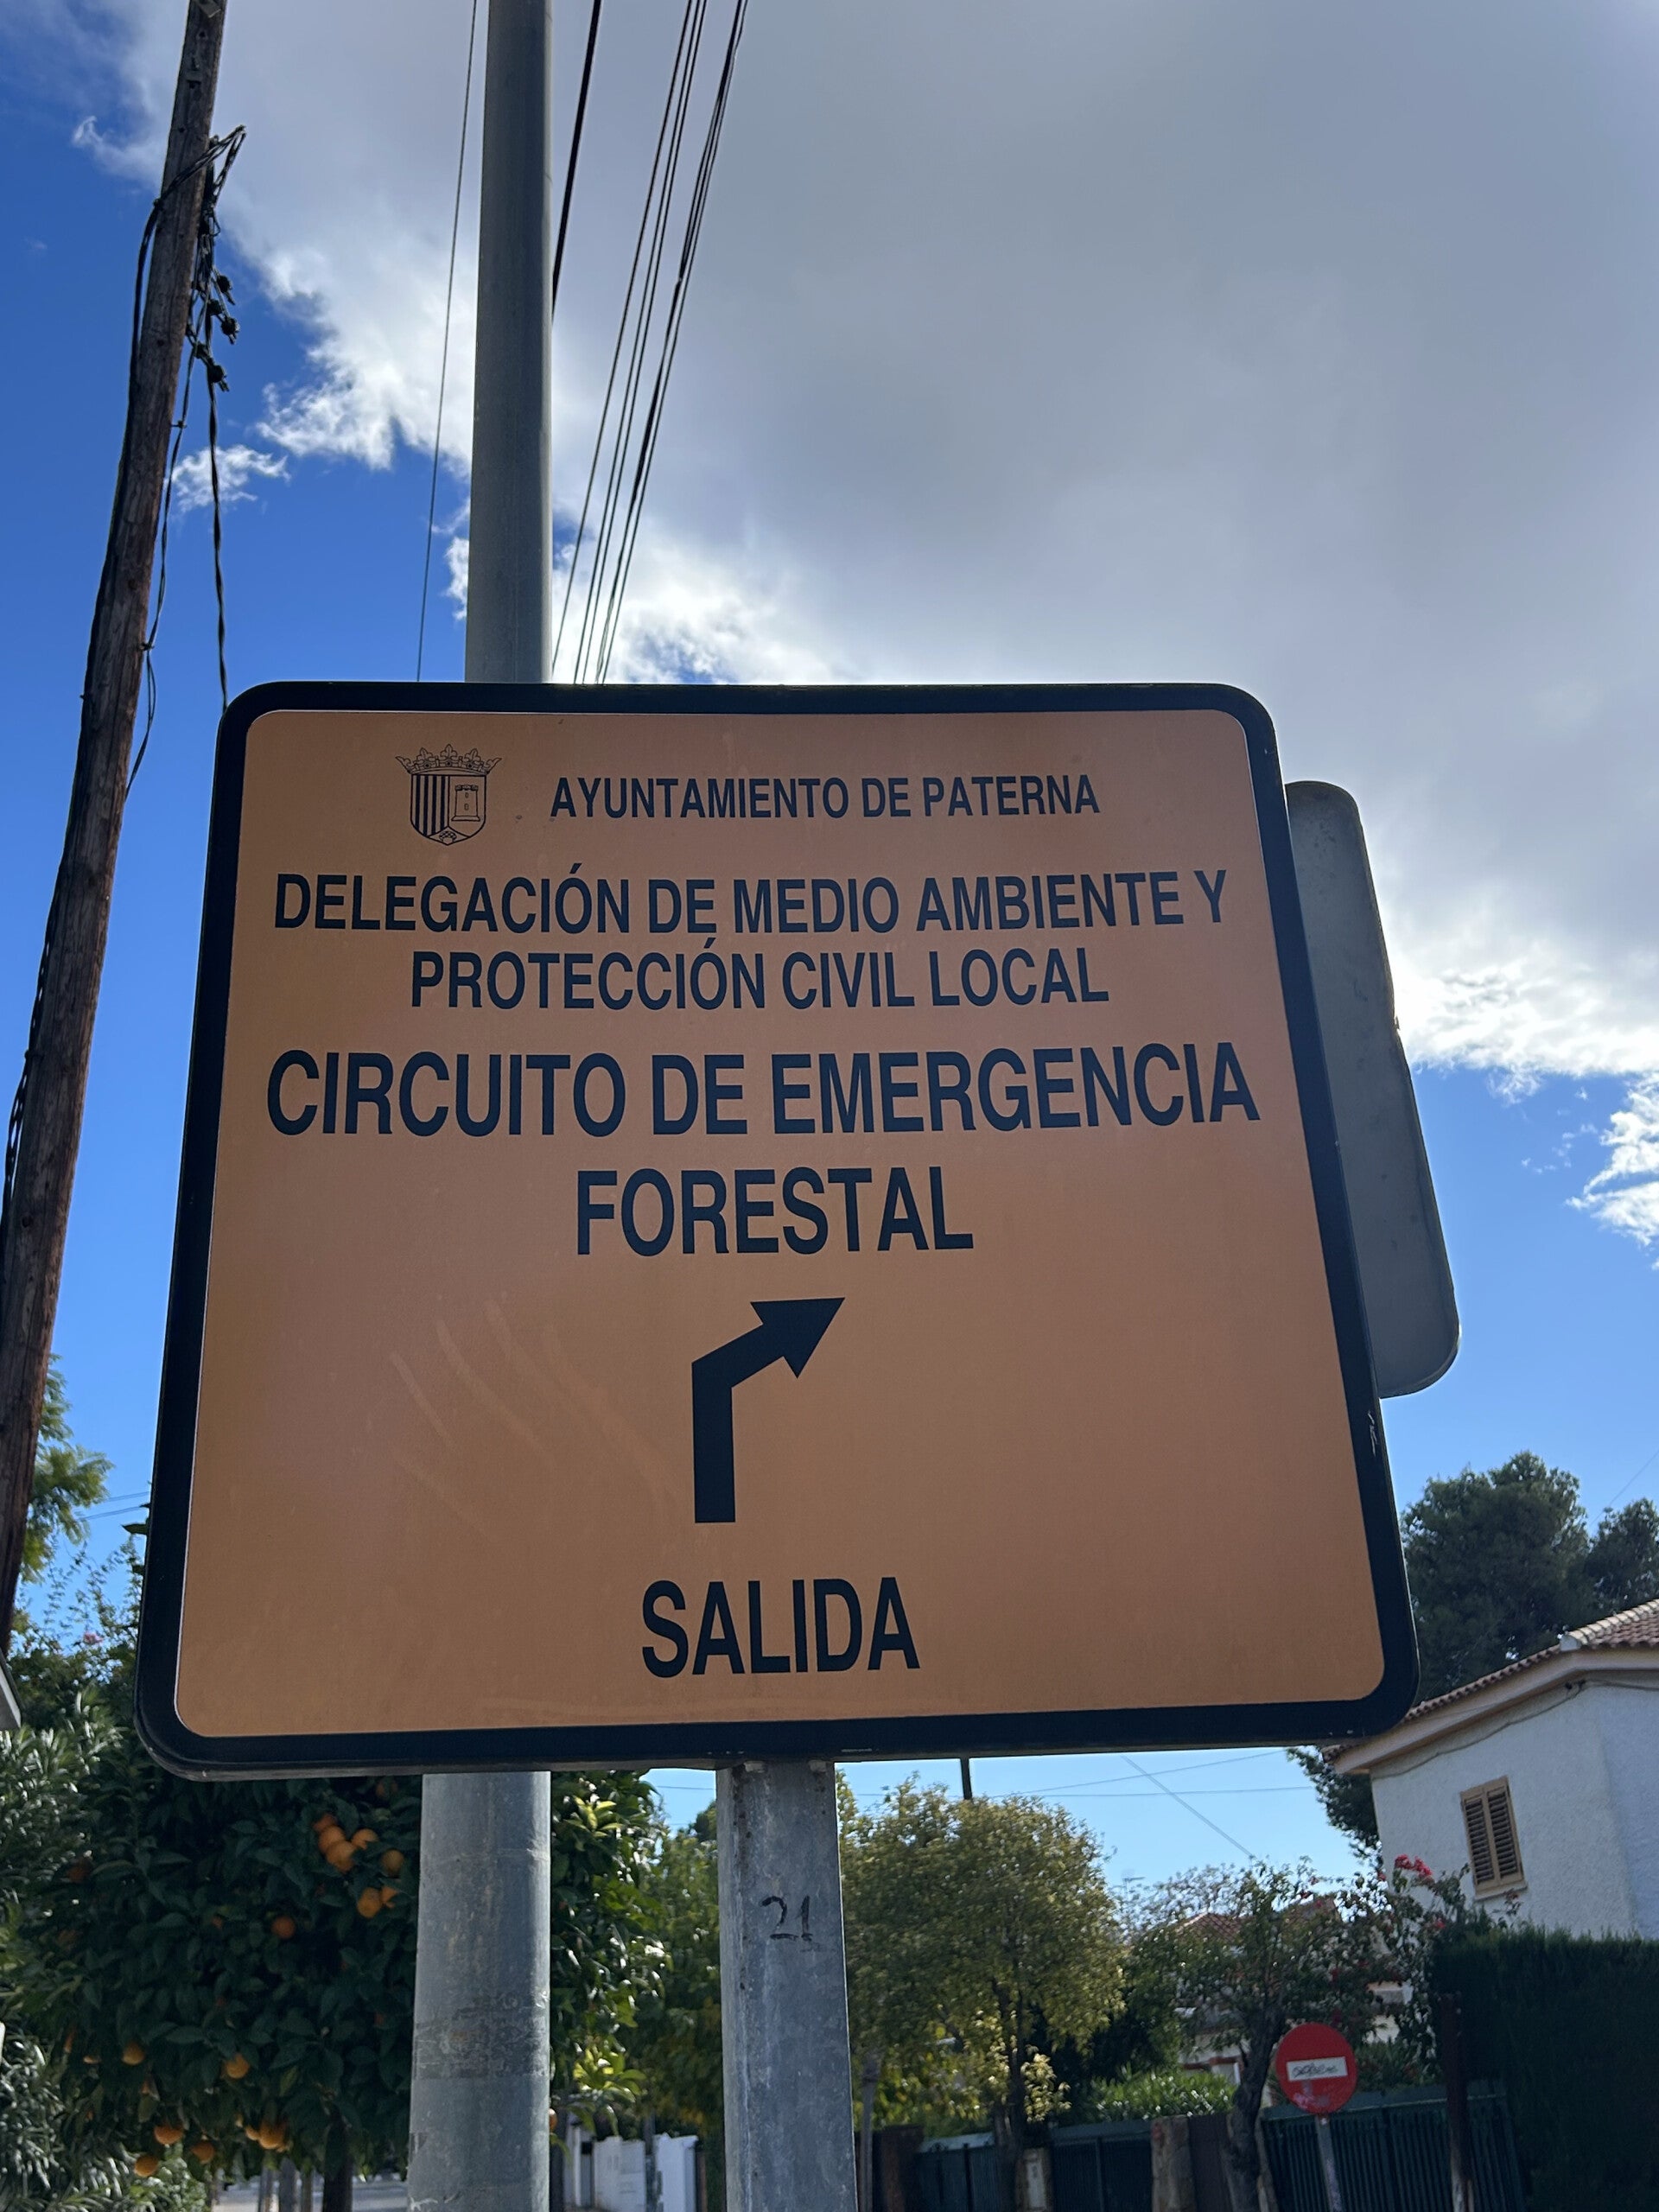 AYUNTAMIENTO DE PATERNA
DELEGACIÓN DE MEDIO AMBIENTE Y
PROTECCIÓN CIVIL LOCAL
CIRCUITO DE EMERGENCIA
FORESTAL
SALIDA
21